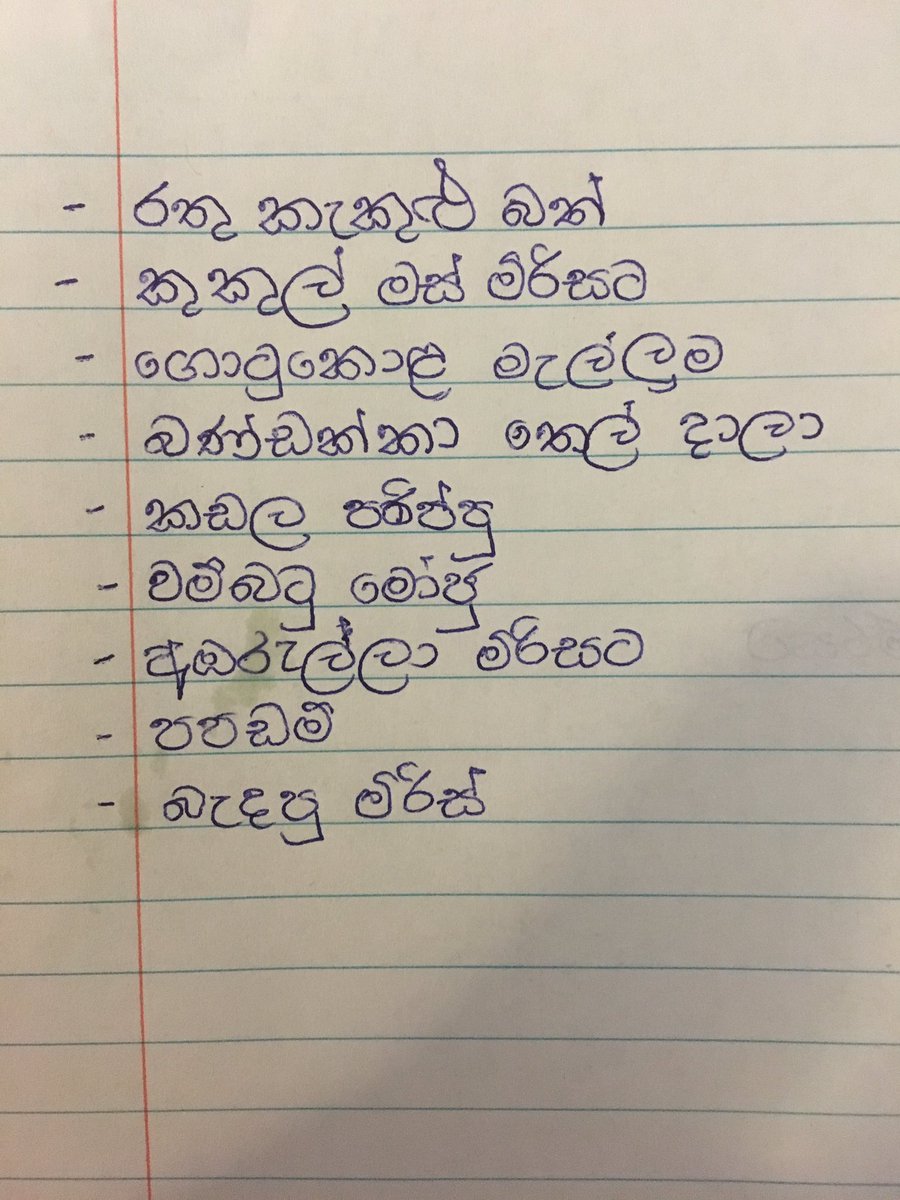 - රතු කැකුළු බත්
- කුකුල් මස් මිරිසට
- ගොටුකොළ මැල්ලුම
- බණ්ඩක්කා තෙල් දාලා
- කඩල පරිප්පු
- වම්බටු මෝජු
- අඹරැල්ලා මිරිසට
- පපඩම්
- බැදපු මිරිස්